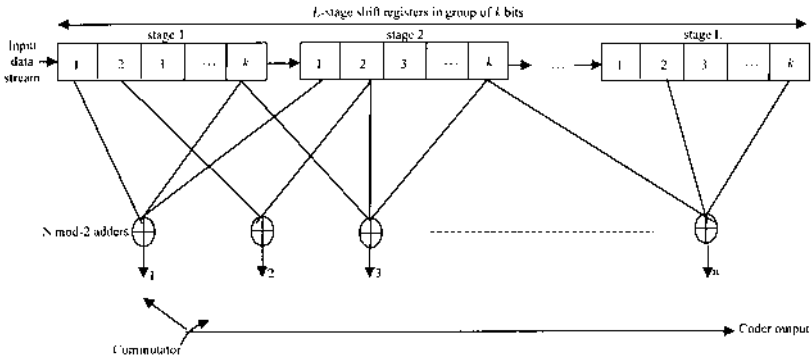 L-stage shift registers in group of k bits
stage 1
stage 2
stage L
Input
data
stream
1 2 3 ... k
1 2 3 ... k
...
1 2 3 ... k
N mod-2 adders
1
2
3
n
Commutator
Coder output